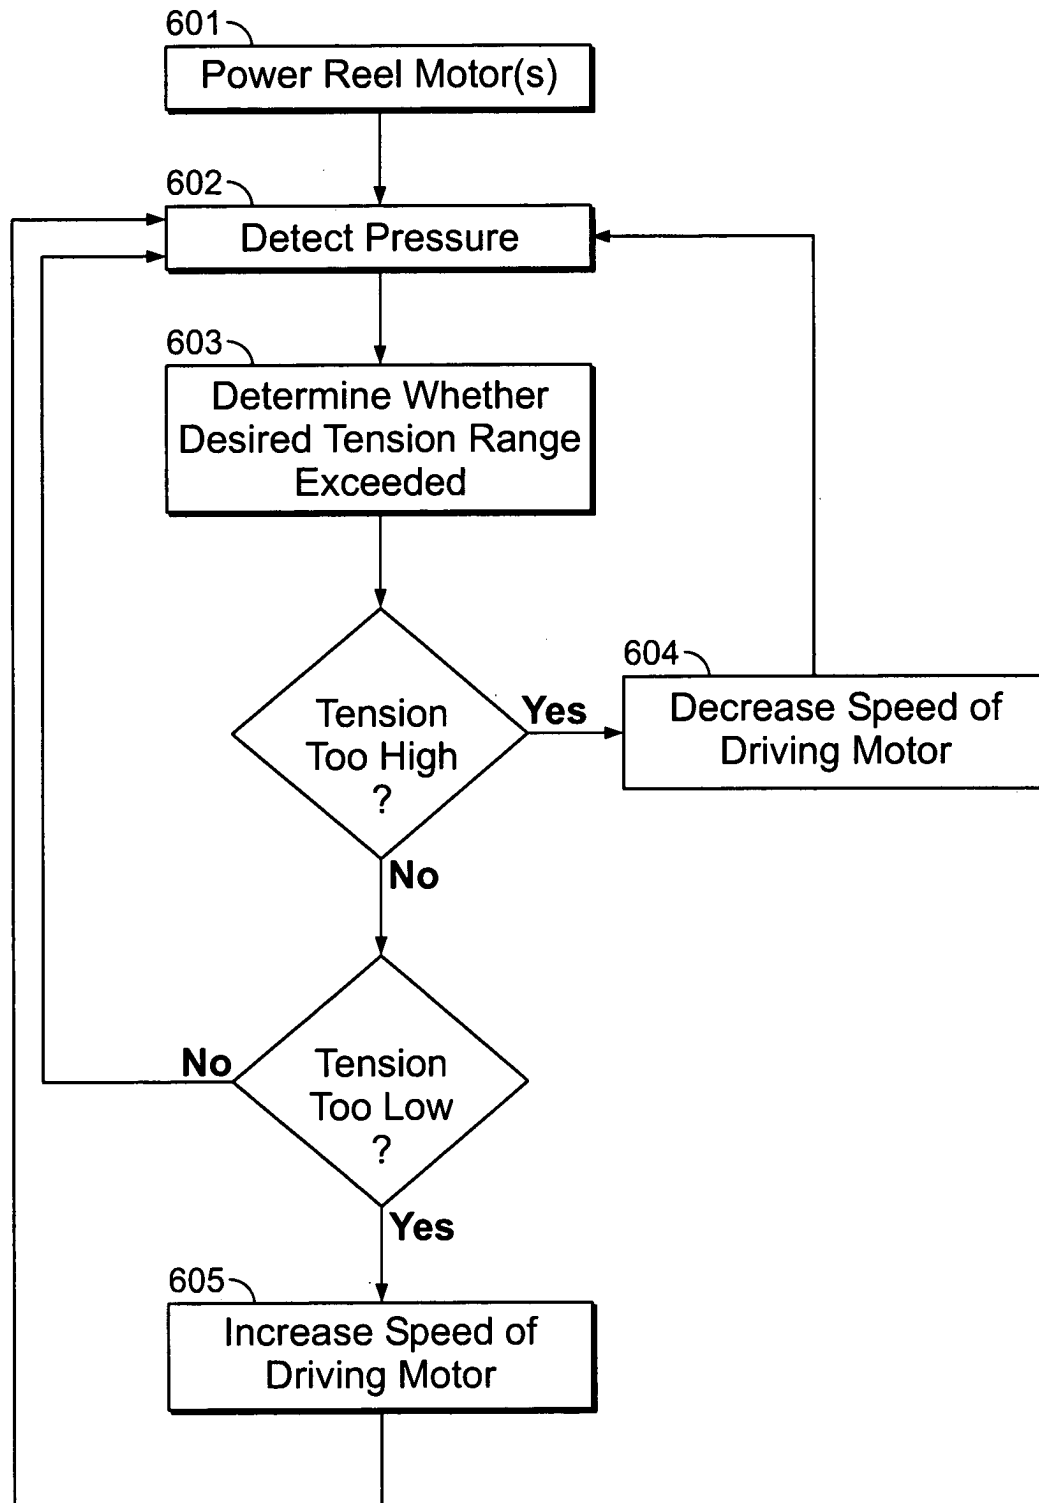 601
Power Reel Motor(s)
602
Detect Pressure
603
Determine Whether
Desired Tension Range
Exceeded
Tension
Too High
?
Yes
604
Decrease Speed of
Driving Motor
No
Tension
Too Low
?
No
Yes
605
Increase Speed of
Driving Motor